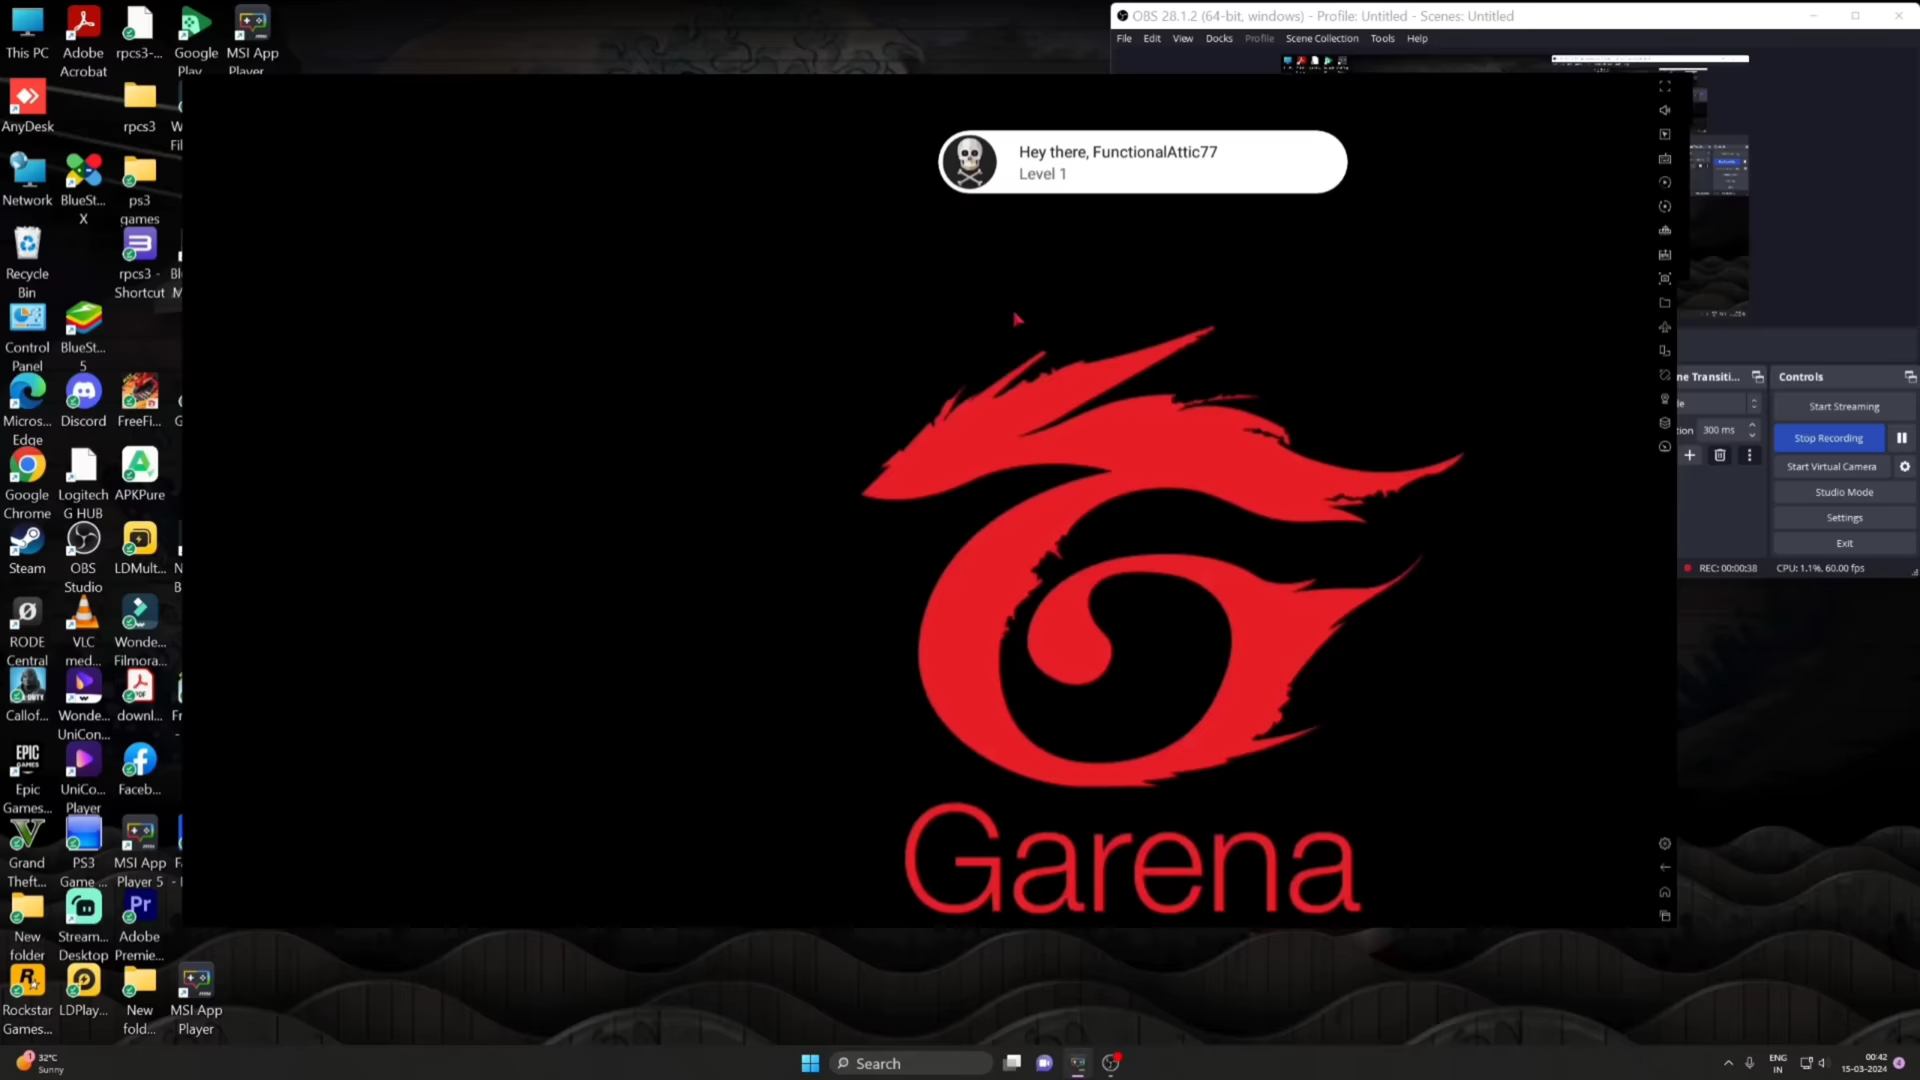 This PC
Adobe
Acrobat
rpcs3-...
Google
Play
MSI App
Player
AnyDesk
rpcs3
Network
BlueSt...
X
ps3
games
Recycle
Bin
rpcs3 -
Shortcut
Control
Panel
BlueSt...
5
Micros...
Edge
Discord
FreeFi...
Google
Chrome
Logitech
G HUB
APKPure
Steam
OBS
Studio
LDMult...
RODE
Central
VLC
med...
Wonde...
Filmora...
Callof...
Wonde...
UniCon...
downl...
EPIC
GAMES
Epic
Games...
UniCo...
Player
Faceb...
Grand
Theft...
PS3
Game ...
MSI App
Player 5
New
folder
Stream...
Desktop
Pr
Adobe
Premie...
Rockstar
Games...
LDPlay...
New
fold...
MSI App
Player
OBS 28.1.2 (64-bit, windows) - Profile: Untitled - Scenes: Untitled
File Edit View Docks Profile Scene Collection Tools Help
Hey there, FunctionalAttic77
Level 1
Garena
ne Transiti...
Controls
Start Streaming
300 ms
Stop Recording
Start Virtual Camera
Studio Mode
Settings
Exit
REC: 00:00:38
CPU: 1.1%, 60.00 fps
32°C
Sunny
Search
ENG
IN
00:42
15-03-2024